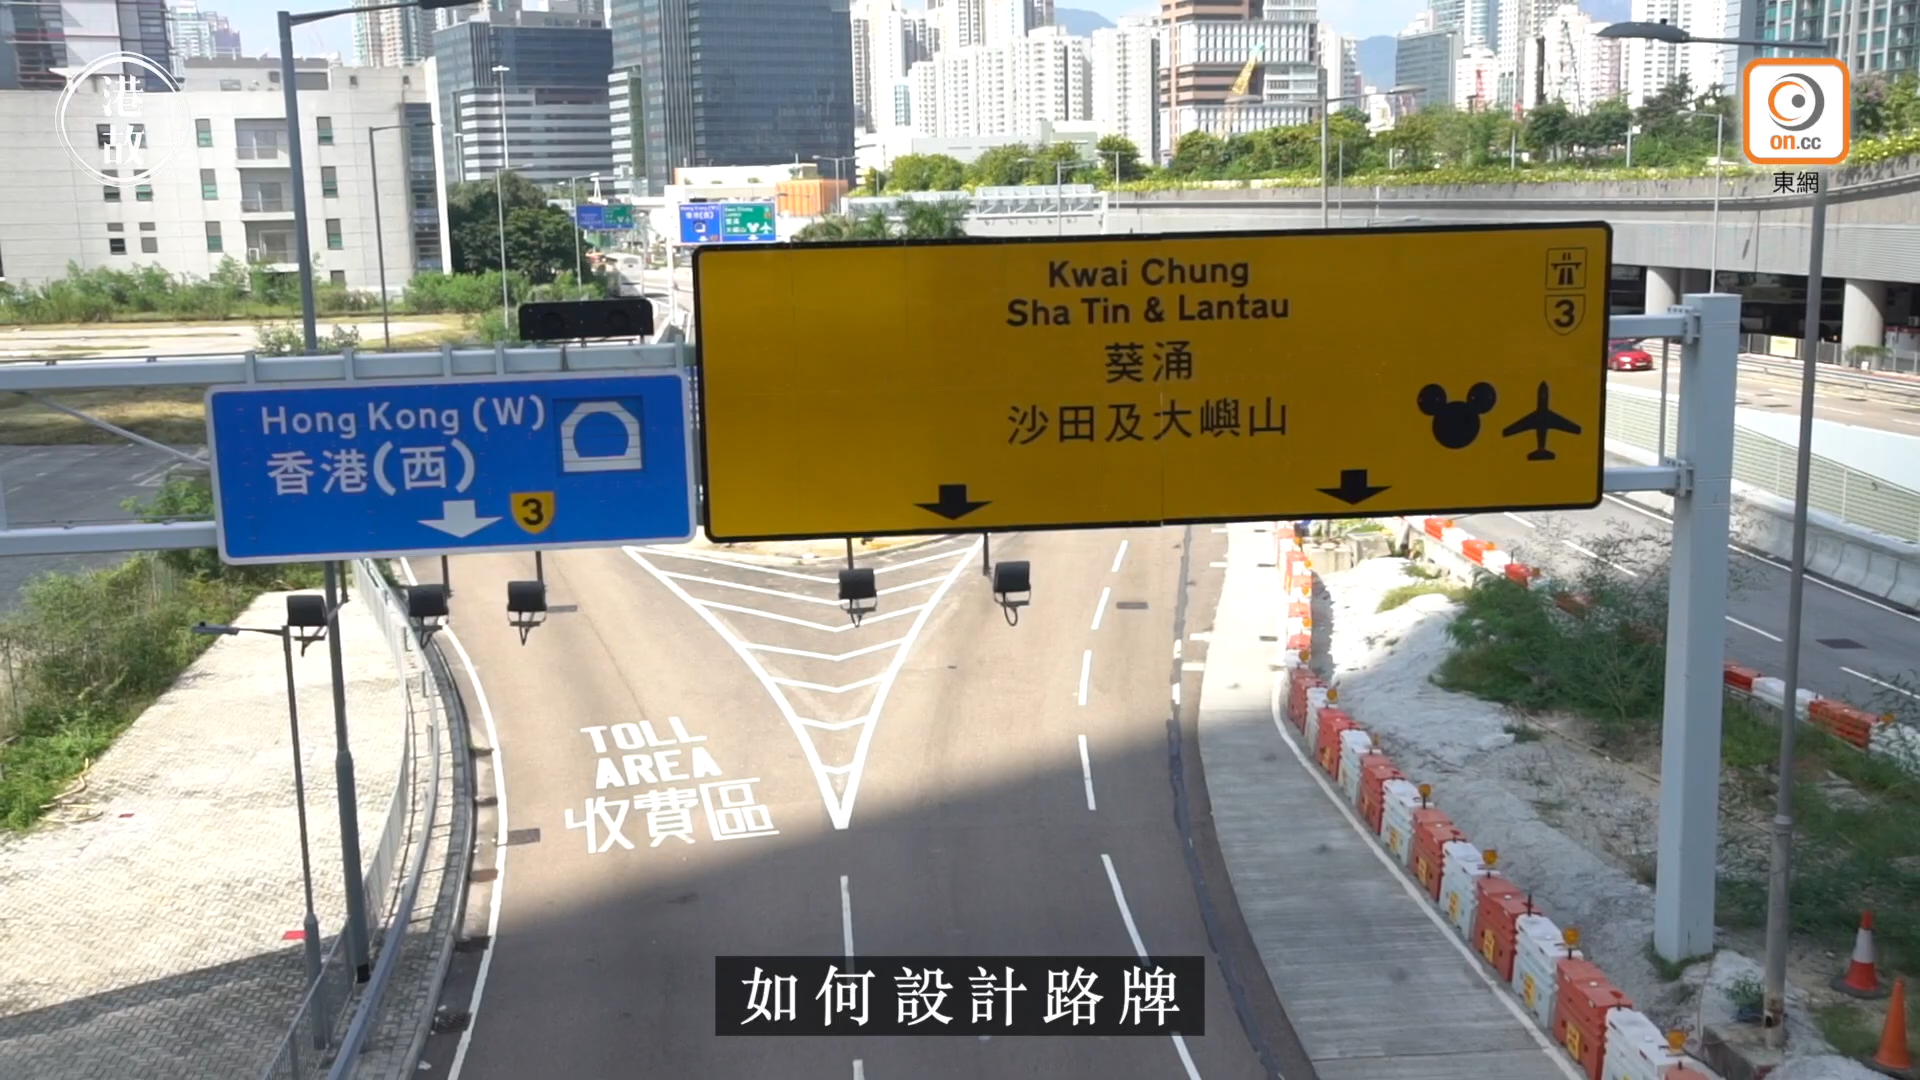 港
故
on.cc
東網
Kwai Chung
Sha Tin & Lantau
葵涌
沙田及大嶼山
3
Hong Kong (W)
香港(西)
3
TOLL
AREA
收費區
如何設計路牌